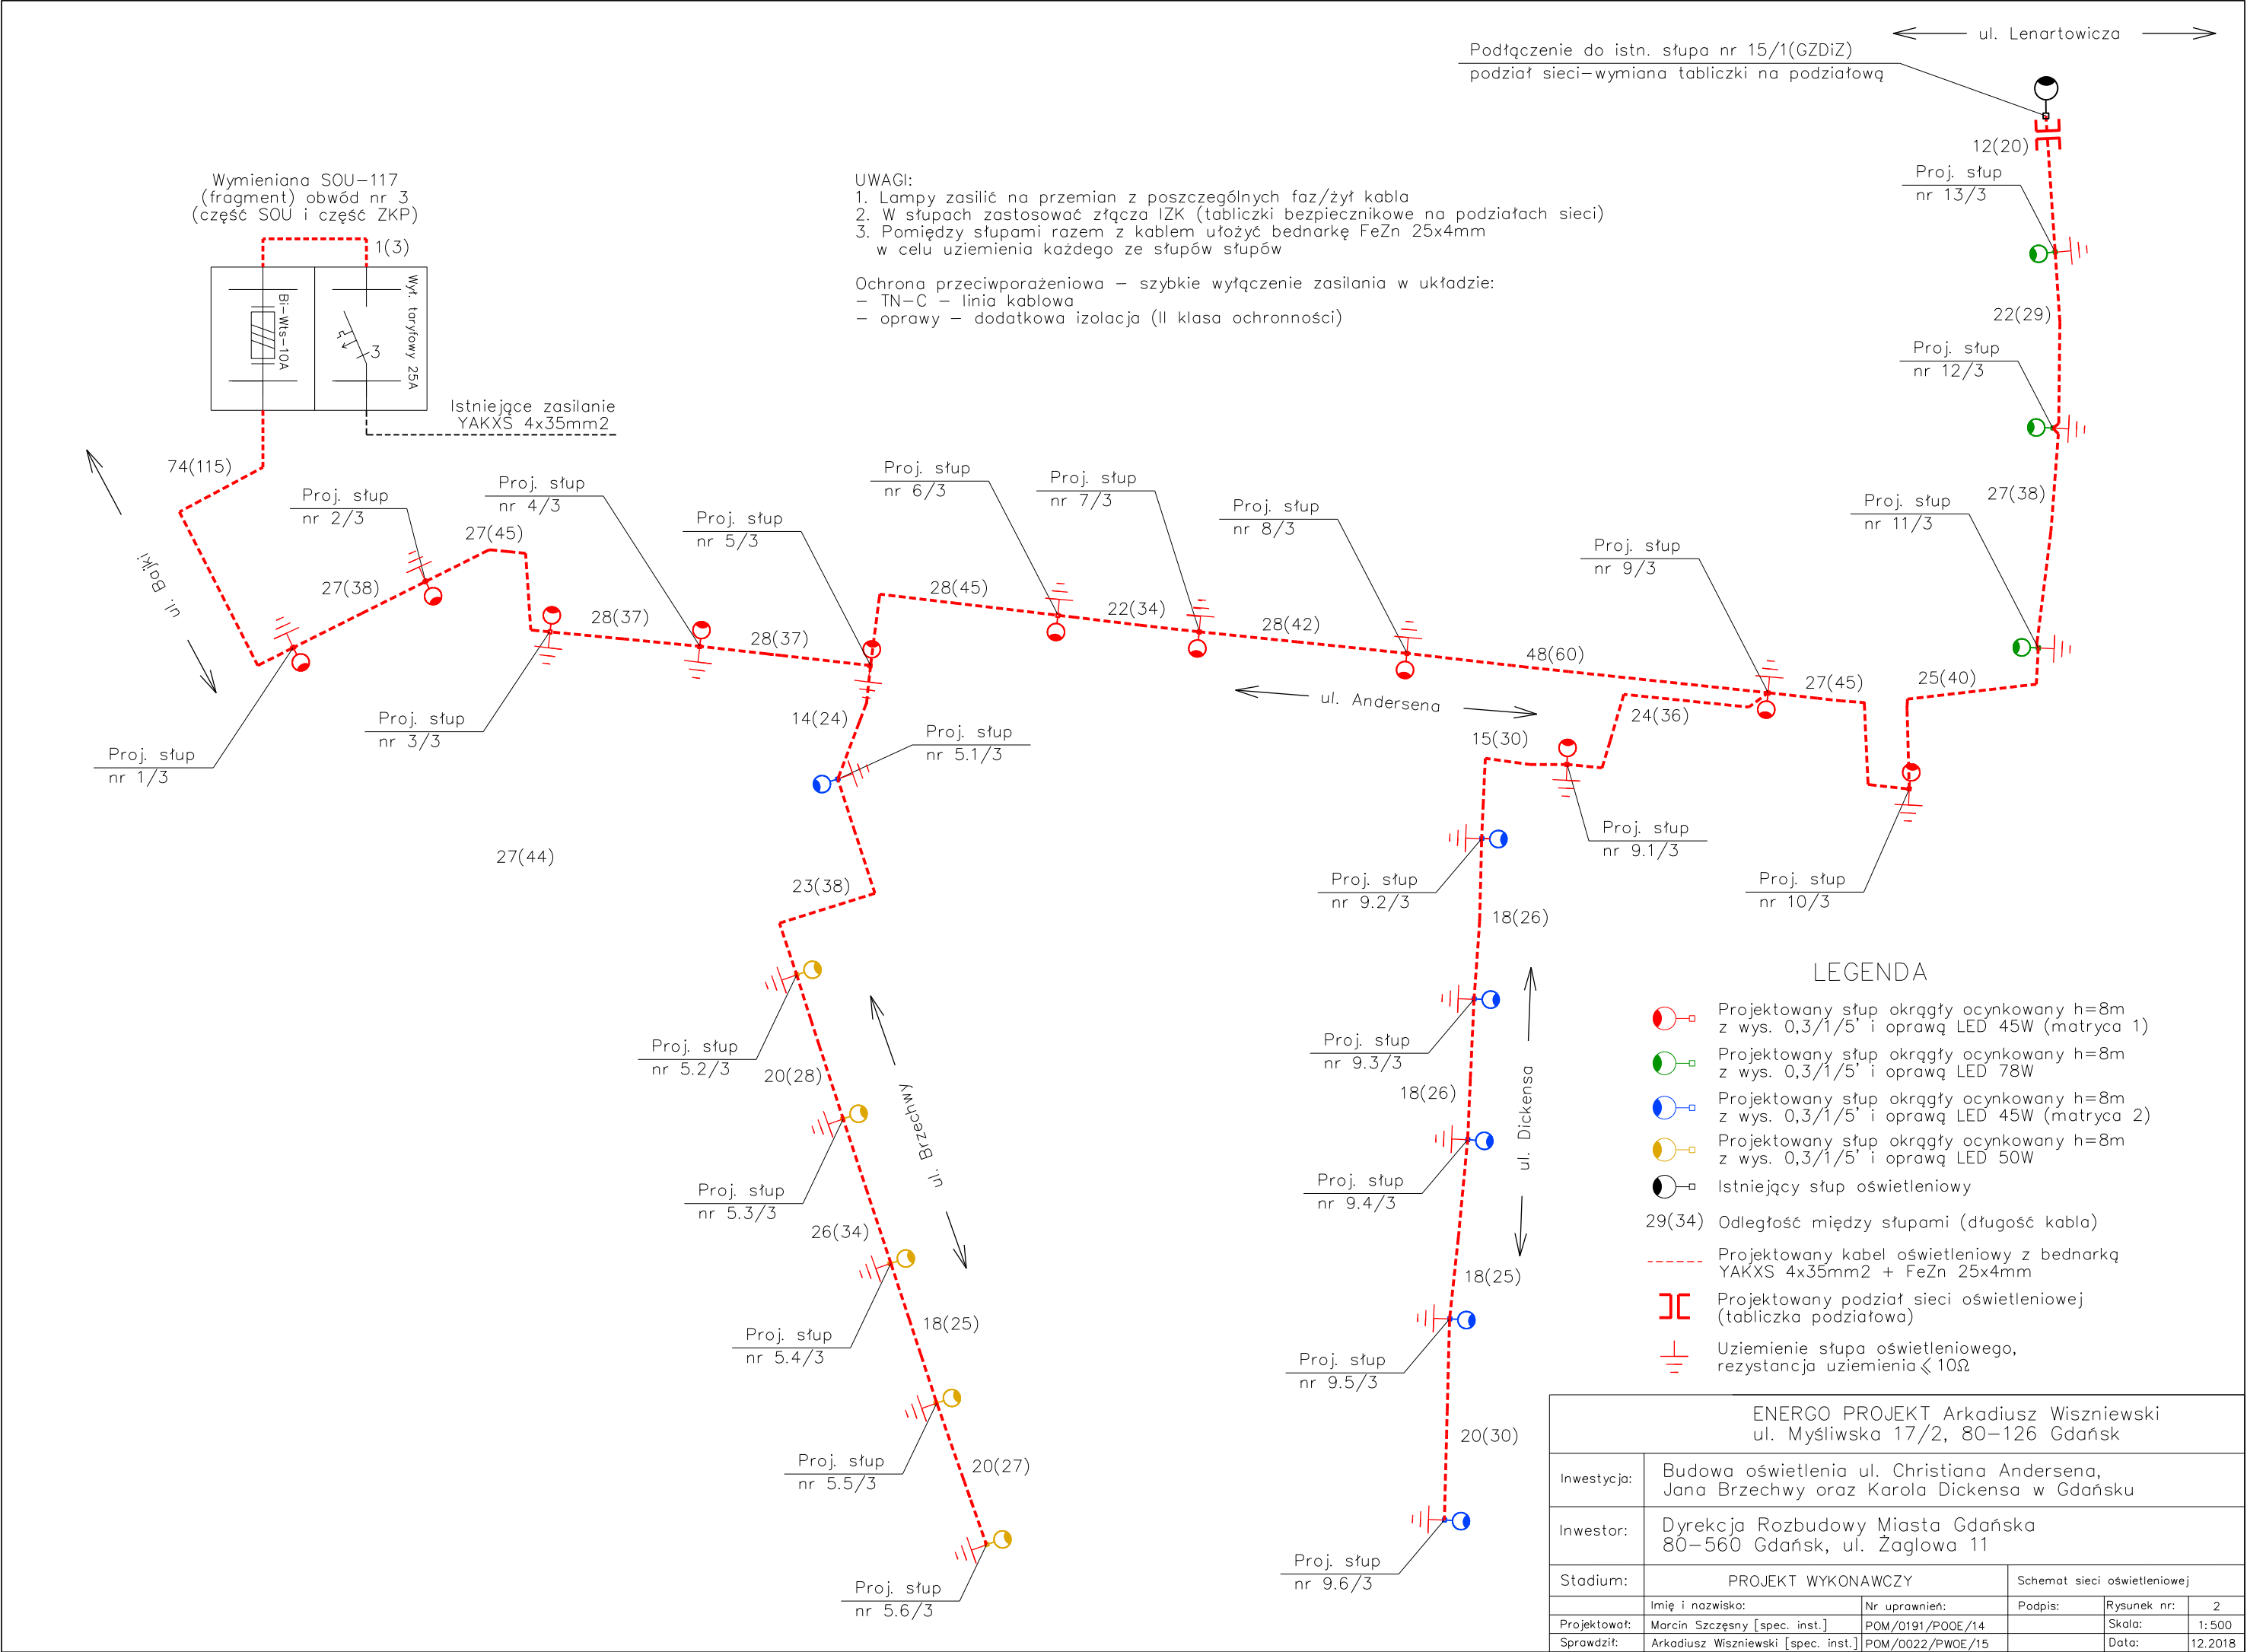 ul. Lenartowicza
Podłączenie do istn. słupa nr 15/1(GZDiZ)
podział sieci-wymiana tabliczki na podziałową
12(20)
Proj. słup
nr 13/3
22(29)
Proj. słup
nr 12/3
27(38)
Proj. słup
nr 11/3
Wymieniana SOU-117
(fragment) obwód nr 3
(część SOU i część ZKP)
1(3)
Bi-Wts-10A
Wył. taryfowy 25A
3
Istniejące zasilanie
YAKXS 4x35mm2
UWAGI:
1. Lampy zasilić na przemian z poszczególnych faz/żył kabla
2. W słupach zastosować złącza IZK (tabliczki bezpiecznikowe na podziałach sieci)
3. Pomiędzy słupami razem z kablem ułożyć bednarkę FeZn 25x4mm
w celu uziemienia każdego ze słupów słupów
Ochrona przeciwporażeniowa - szybkie wyłączenie zasilania w układzie:
- TN-C - linia kablowa
- oprawy - dodatkowa izolacja (II klasa ochronności)
74(115)
ul. Bajki
Proj. słup
nr 1/3
27(38)
Proj. słup
nr 2/3
27(45)
Proj. słup
nr 3/3
28(37)
Proj. słup
nr 4/3
28(37)
Proj. słup
nr 5/3
28(45)
Proj. słup
nr 6/3
22(34)
Proj. słup
nr 7/3
28(42)
Proj. słup
nr 8/3
48(60)
Proj. słup
nr 9/3
27(45)
25(40)
ul. Andersena
24(36)
15(30)
Proj. słup
nr 9.1/3
Proj. słup
nr 10/3
14(24)
Proj. słup
nr 5.1/3
27(44)
23(38)
Proj. słup
nr 5.2/3
20(28)
Proj. słup
nr 5.3/3
ul. Brzechwy
26(34)
Proj. słup
nr 5.4/3
18(25)
Proj. słup
nr 5.5/3
20(27)
Proj. słup
nr 5.6/3
Proj. słup
nr 9.2/3
18(26)
Proj. słup
nr 9.3/3
18(26)
ul. Dickensa
Proj. słup
nr 9.4/3
18(25)
Proj. słup
nr 9.5/3
20(30)
Proj. słup
nr 9.6/3
LEGENDA
Projektowany słup okrągły ocynkowany h=8m
z wys. 0,3/1/5' i oprawą LED 45W (matryca 1)
Projektowany słup okrągły ocynkowany h=8m
z wys. 0,3/1/5' i oprawą LED 78W
Projektowany słup okrągły ocynkowany h=8m
z wys. 0,3/1/5' i oprawą LED 45W (matryca 2)
Projektowany słup okrągły ocynkowany h=8m
z wys. 0,3/1/5' i oprawą LED 50W
Istniejący słup oświetleniowy
29(34) Odległość między słupami (długość kabla)
Projektowany kabel oświetleniowy z bednarką
YAKXS 4x35mm2 + FeZn 25x4mm
Projektowany podział sieci oświetleniowej
(tabliczka podziałowa)
Uziemienie słupa oświetleniowego,
rezystancja uziemienia ⩽ 10Ω
ENERGO PROJEKT Arkadiusz Wiszniewski
ul. Myśliwska 17/2, 80-126 Gdańsk
Inwestycja: Budowa oświetlenia ul. Christiana Andersena,
Jana Brzechwy oraz Karola Dickensa w Gdańsku
Inwestor: Dyrekcja Rozbudowy Miasta Gdańska
80-560 Gdańsk, ul. Żaglowa 11
Stadium: PROJEKT WYKONAWCZY Schemat sieci oświetleniowej
Imię i nazwisko: Nr uprawnień: Podpis: Rysunek nr: 2
Projektował: Marcin Szczęsny [spec. inst.] POM/0191/POOE/14 Skala: 1:500
Sprawdził: Arkadiusz Wiszniewski [spec. inst.] POM/0022/PWOE/15 Data: 12.2018